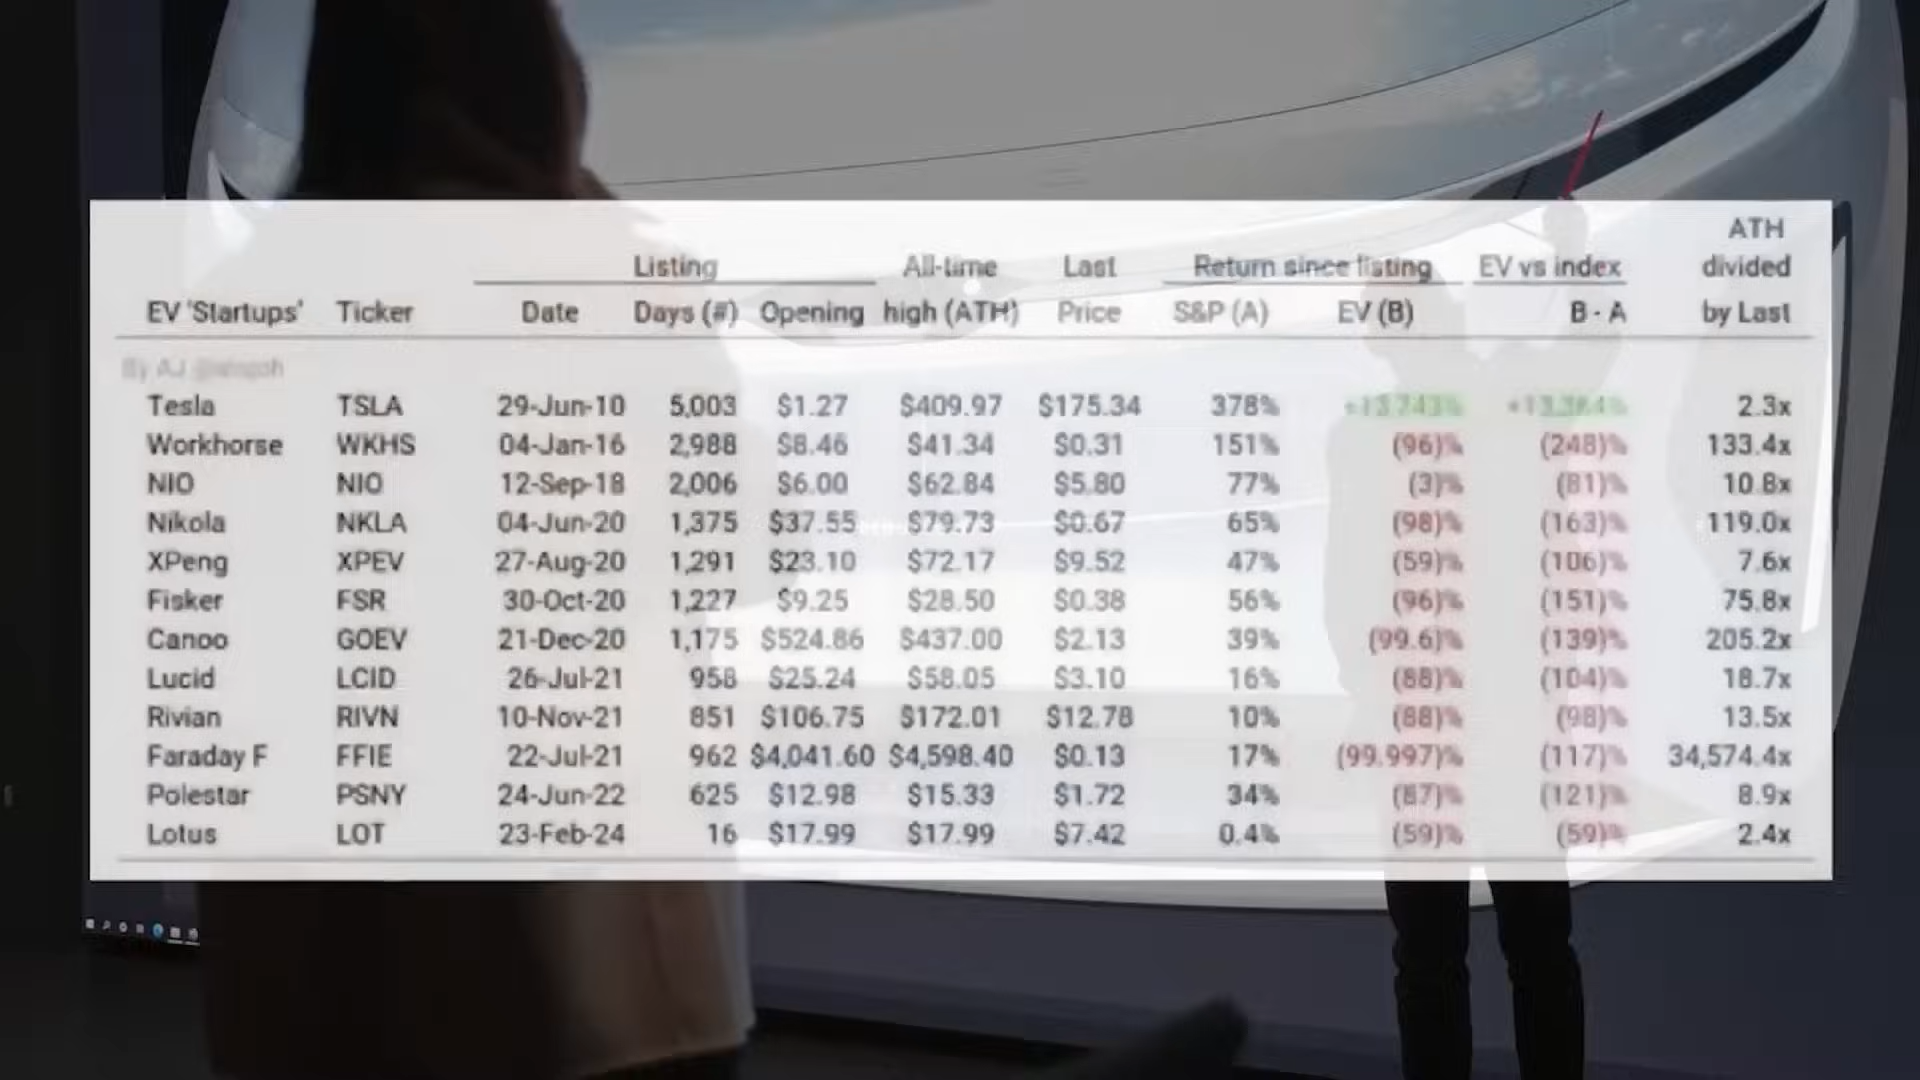 ATH
Listing All-time Last Return since listing EV vs index divided
EV 'Startups' Ticker Date Days (#) Opening high (ATH) Price S&P (A) EV (B) B - A by Last
By AJ
Tesla TSLA 29-Jun-10 5,003 $1.27 $409.97 $175.34 378% 2.3x
Workhorse WKHS 04-Jan-16 2,988 $8.46 $41.34 $0.31 151% (96)% (248)% 133.4x
NIO NIO 12-Sep-18 2,006 $6.00 $62.84 $5.80 77% (3)% (81)% 10.8x
Nikola NKLA 04-Jun-20 1,375 $37.55 $79.73 $0.67 65% (98)% (163)% 119.0x
XPeng XPEV 27-Aug-20 1,291 $23.10 $72.17 $9.52 47% (59)% (106)% 7.6x
Fisker FSR 30-Oct-20 1,227 $9.25 $28.50 $0.38 56% (96)% (151)% 75.8x
Canoo GOEV 21-Dec-20 1,175 $524.86 $437.00 $2.13 39% (99.6)% (139)% 205.2x
Lucid LCID 26-Jul-21 958 $25.24 $58.05 $3.10 16% (88)% (104)% 18.7x
Rivian RIVN 10-Nov-21 851 $106.75 $172.01 $12.78 10% (88)% (98)% 13.5x
Faraday F FFIE 22-Jul-21 962 $4,041.60 $4,598.40 $0.13 17% (99.997)% (117)% 34,574.4x
Polestar PSNY 24-Jun-22 625 $12.98 $15.33 $1.72 34% (87)% (121)% 8.9x
Lotus LOT 23-Feb-24 16 $17.99 $17.99 $7.42 0.4% (59)% (59)% 2.4x